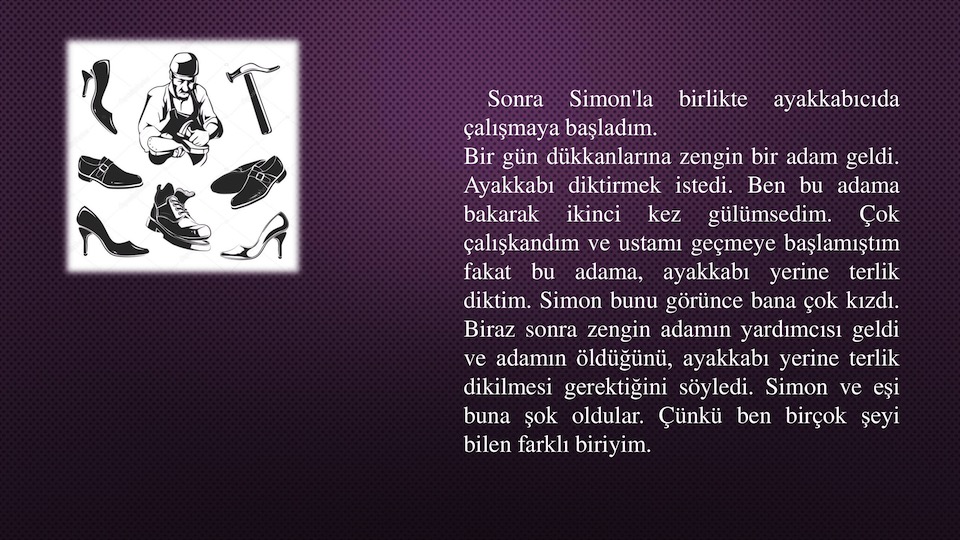 Sonra Simon'la birlikte ayakkabıcıda
çalışmaya başladım.
Bir gün dükkanlarına zengin bir adam geldi.
Ayakkabı diktirmek istedi. Ben bu adama
bakarak ikinci kez gülümsedim. Çok
çalışkandım ve ustamı geçmeye başlamıştım
fakat bu adama, ayakkabı yerine terlik
diktim. Simon bunu görünce bana çok kızdı.
Biraz sonra zengin adamın yardımcısı geldi
ve adamın öldüğünü, ayakkabı yerine terlik
dikilmesi gerektiğini söyledi. Simon ve eşi
buna şok oldular. Çünkü ben birçok şeyi
bilen farklı biriyim.